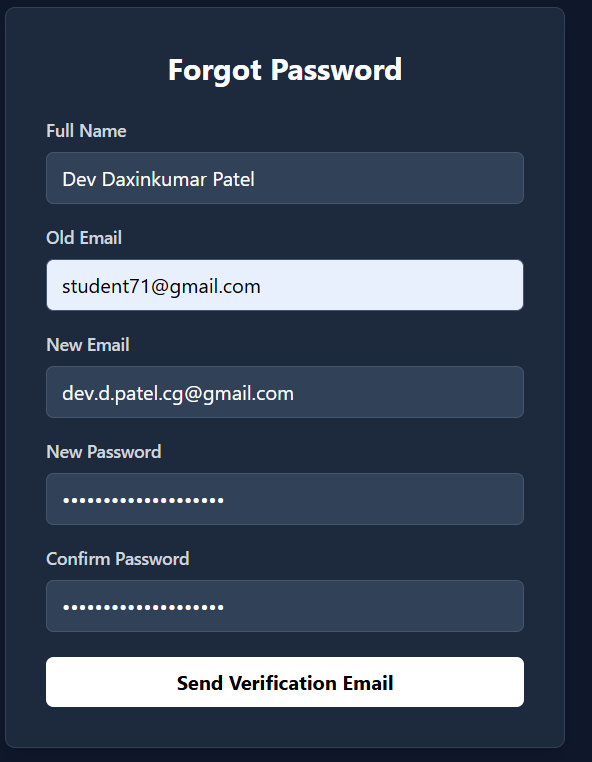 Forgot Password
Full Name
Dev Daxinkumar Patel
Old Email
student71@gmail.com
New Email
dev.d.patel.cg@gmail.com
New Password
••••••••••••••••••••
Confirm Password
••••••••••••••••••••
Send Verification Email